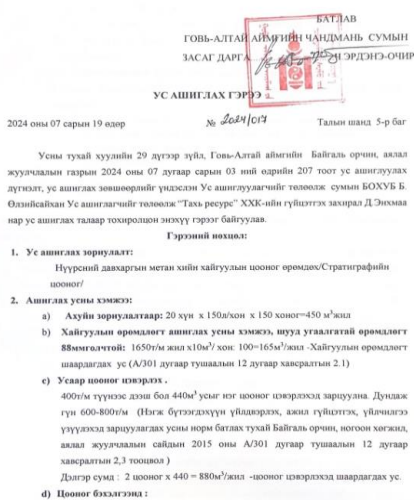 БАТЛАВ
ГОВЬ-АЛТАЙ АЙМГИЙН ЧАНДМАНЬ СУМЫН
ЗАСАГ ДАРГА Н.ЭРДЭНЭ-ОЧИР
УС АШИГЛАХ ГЭРЭЭ
2024 оны 07 сарын 19 өдөр № 2024/017 Талын шанд 5-р баг
Усны тухай хуулийн 29 дүгээр зүйл, Говь-Алтай аймгийн Байгаль орчин, аялал
жуулчлалын газрын 2024 оны 07 дугаар сарын 03 ний өдрийн 207 тоот ус ашиглуулах
дүгнэлт, ус ашиглах зөвшөөрлийг үндэслэн Ус ашиглуулагчийг төлөөлж сумын БОХУБ Б.
Өлзийсайхан Ус ашиглагчийг төлөөлж "Тахь ресурс" ХХК-ийн гүйцэтгэх захирал Д.Энхмаа
нар ус ашиглах талаар тохиролцон энэхүү гэрээг байгуулав.
Гэрээний нөхцөл:
1. Ус ашиглах зориулалт:
Нүүрсний давхаргын метан хийн хайгуулын цооног өрөмдөх/Стратиграфийн
цооног/
2. Ашиглах усны хэмжээ:
a) Ахуйн зориулалтаар: 20 хүн х 150л/хон х 150 хоног=450 м³жил
b) Хайгуулын өрөмдлөгт ашиглах усны хэмжээ, шууд угаалгатай өрөмдлөгт
88ммголчтой: 1650т/м жил х10м³/ хон: 100=165м³/жил -Хайгуулын өрөмдлөгт
шаардагдах ус (А/301 дугаар тушаалын 12 дугаар хавсралтын 2.1)
c) Усаар цооног цэвэрлэх .
400т/м түүнээс дээш бол 440м³ усыг нэг цооног цэвэрлэхэд зарцуулна. Дундаж
гүн 600-800т/м (Нэгж бүтээгдэхүүн үйлдвэрлэх, ажил гүйцэтгэх, үйлчилгээ
үзүүлэхэд зарцуулагдах усны норм батлах тухай Байгаль орчин, ногоон хөгжил,
аялал жуулчлалын сайдын 2015 оны А/301 дугаар тушаалын 12 дугаар
хавсралтын 2,3 тооцвол )
Дэлгэр сумд : 2 цооног х 440 = 880м³/жил -цооног цэвэрлэхэд шаардагдах ус.
d) Цооног бэхэлгээнд :